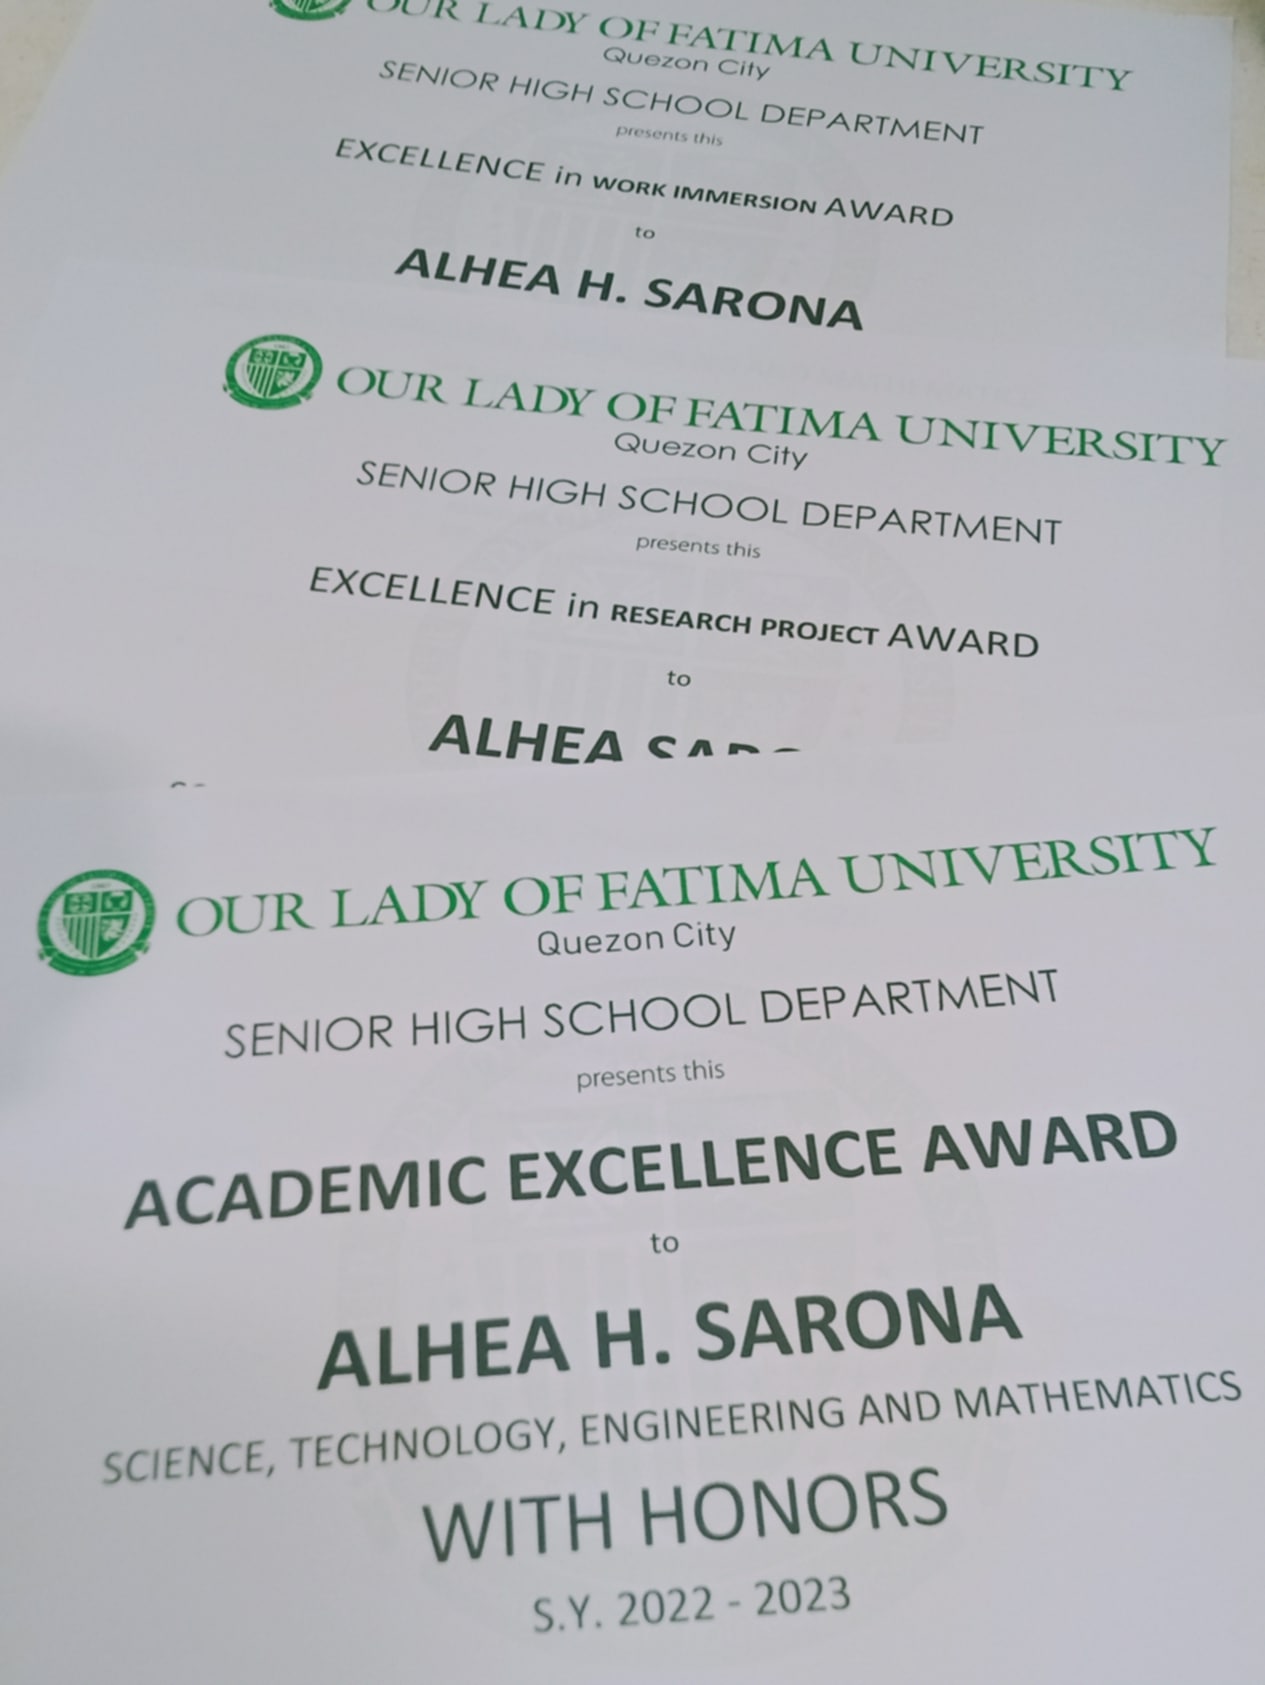 OUR LADY OF FATIMA UNIVERSITY
Quezon City
SENIOR HIGH SCHOOL DEPARTMENT
presents this
EXCELLENCE in WORK IMMERSION AWARD
to
ALHEA H. SARONA
OUR LADY OF FATIMA UNIVERSITY
Quezon City
SENIOR HIGH SCHOOL DEPARTMENT
presents this
EXCELLENCE in RESEARCH PROJECT AWARD
to
ALHEA
OUR LADY OF FATIMA UNIVERSITY
Quezon City
SENIOR HIGH SCHOOL DEPARTMENT
presents this
ACADEMIC EXCELLENCE AWARD
to
ALHEA H. SARONA
SCIENCE, TECHNOLOGY, ENGINEERING AND MATHEMATICS
WITH HONORS
S.Y. 2022 - 2023